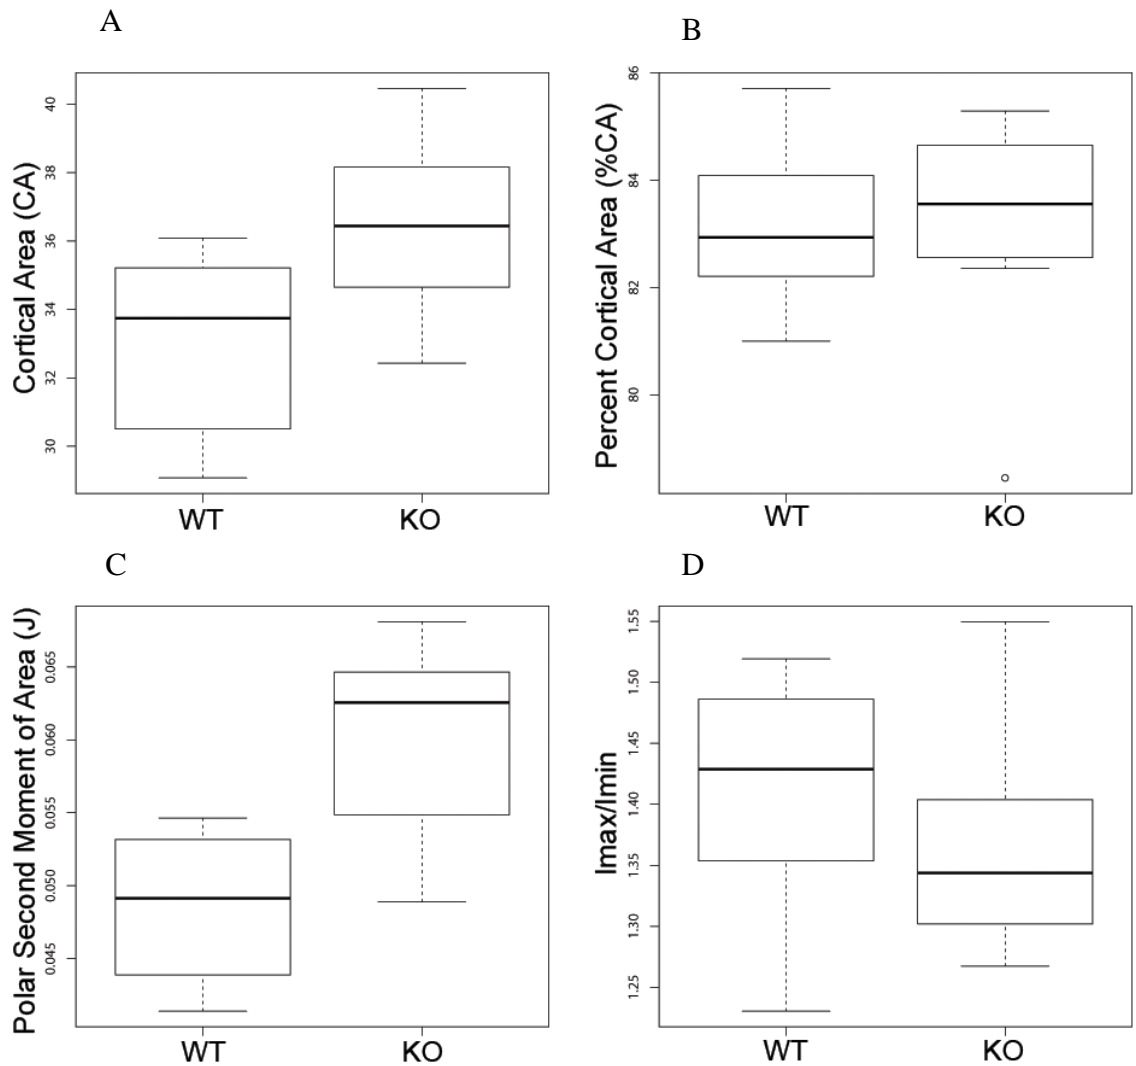 A
Cortical Area (CA)
40
38
36
34
32
30
WT
KO
B
Percent Cortical Area (%CA)
86
84
82
80
WT
KO
C
Polar Second Moment of Area (J)
0.065
0.060
0.055
0.050
0.045
WT
KO
D
Imax/Imin
1.55
1.50
1.45
1.40
1.35
1.30
1.25
WT
KO